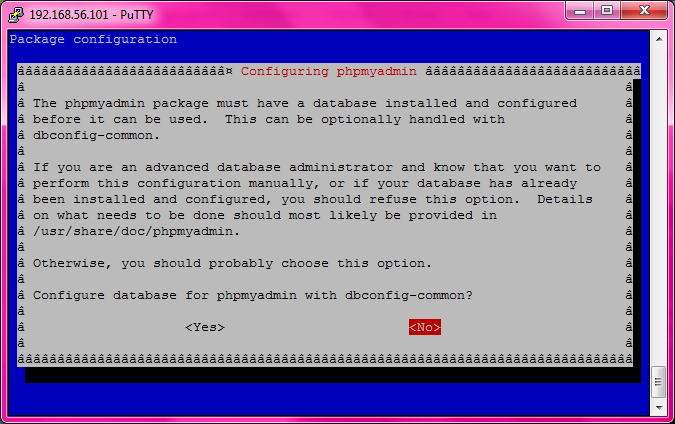 192.168.56.101 - PuTTY
Package configuration
âââââââââââââââââââââââââ¤ Configuring phpmyadmin âââââââââââââââââââââââââââ
â â
â The phpmyadmin package must have a database installed and configured â
â before it can be used.  This can be optionally handled with â
â dbconfig-common. â
â â
â If you are an advanced database administrator and know that you want to â
â perform this configuration manually, or if your database has already â
â been installed and configured, you should refuse this option.  Details â
â on what needs to be done should most likely be provided in â
â /usr/share/doc/phpmyadmin. â
â â
â Otherwise, you should probably choose this option. â
â â
â Configure database for phpmyadmin with dbconfig-common? â
â â
â <Yes> <No> â
â â
âââââââââââââââââââââââââââââââââââââââââââââââââââââââââââââââââââââââââââââ